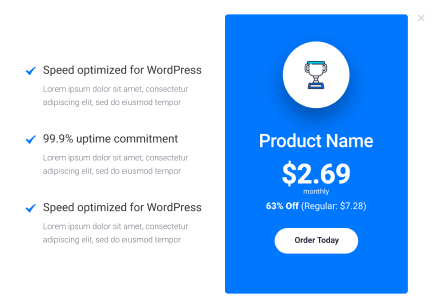 Speed optimized for WordPress
Lorem ipsum dolor sit amet, consectetur
adipiscing elit, sed do eiusmod tempor
99.9% uptime commitment
Lorem ipsum dolor sit amet, consectetur
adipiscing elit, sed do eiusmod tempor
Speed optimized for WordPress
Lorem ipsum dolor sit amet, consectetur
adipiscing elit, sed do eiusmod tempor
Product Name
$2.69
monthly
63% Off (Regular: $7.28)
Order Today